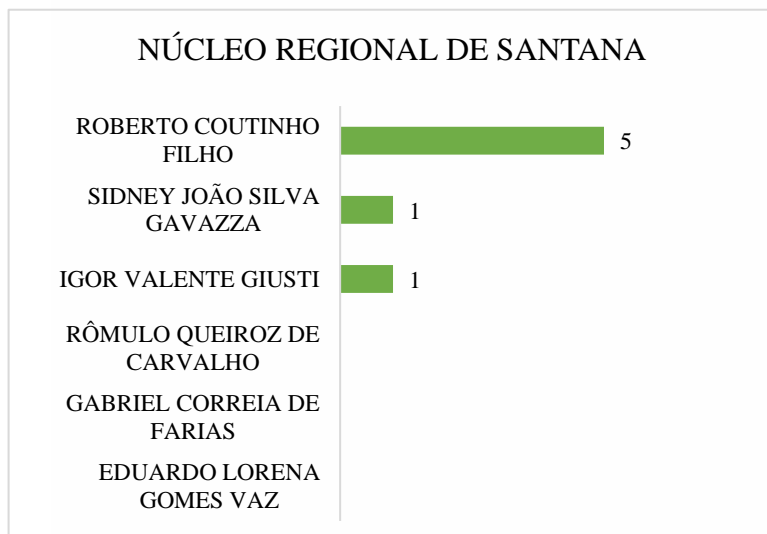 NÚCLEO REGIONAL DE SANTANA
ROBERTO COUTINHO
FILHO
5
SIDNEY JOÃO SILVA
GAVAZZA
1
IGOR VALENTE GIUSTI
1
RÔMULO QUEIROZ DE
CARVALHO
GABRIEL CORREIA DE
FARIAS
EDUARDO LORENA
GOMES VAZ